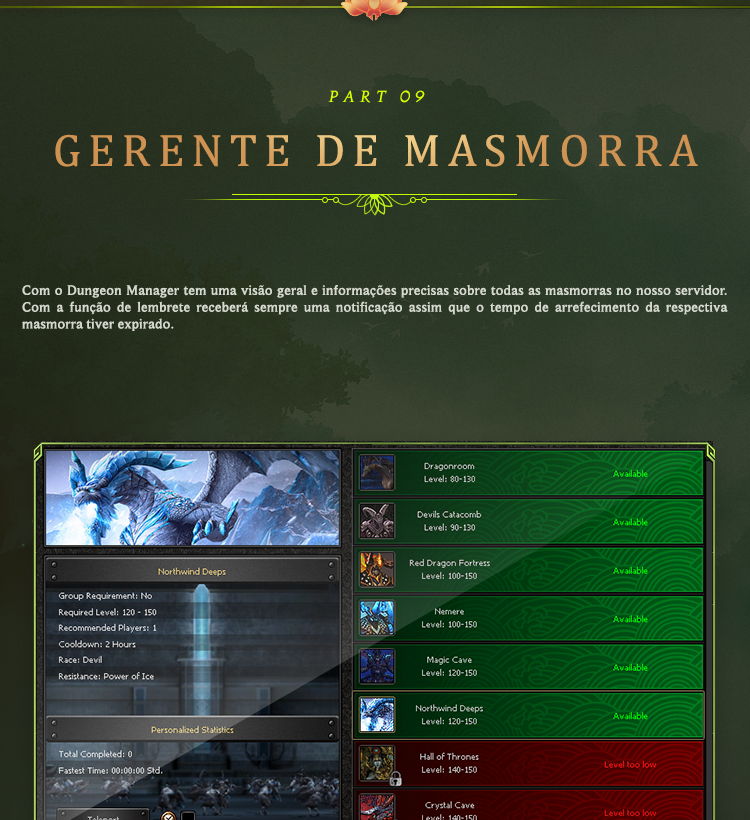 PART 09
GERENTE DE MASMORRA
Com o Dungeon Manager tem uma visão geral e informações precisas sobre todas as masmorras no nosso servidor.
Com a função de lembrete receberá sempre uma notificação assim que o tempo de arrefecimento da respectiva
masmorra tiver expirado.
Northwind Deeps
Group Requirement: No
Required Level: 120 - 150
Recommended Players: 1
Cooldown: 2 Hours
Race: Devil
Resistance: Power of Ice
Personalized Statistics
Total Completed: 0
Fastest Time: 00:00:00 Std.
Teleport
Dragonroom
Level: 80-130
Available
Devils Catacomb
Level: 90-130
Available
Red Dragon Fortress
Level: 100-150
Available
Nemere
Level: 100-150
Available
Magic Cave
Level: 120-150
Available
Northwind Deeps
Level: 120-150
Available
Hall of Thrones
Level: 140-150
Level too low
Crystal Cave
Level: 140-150
Level too low